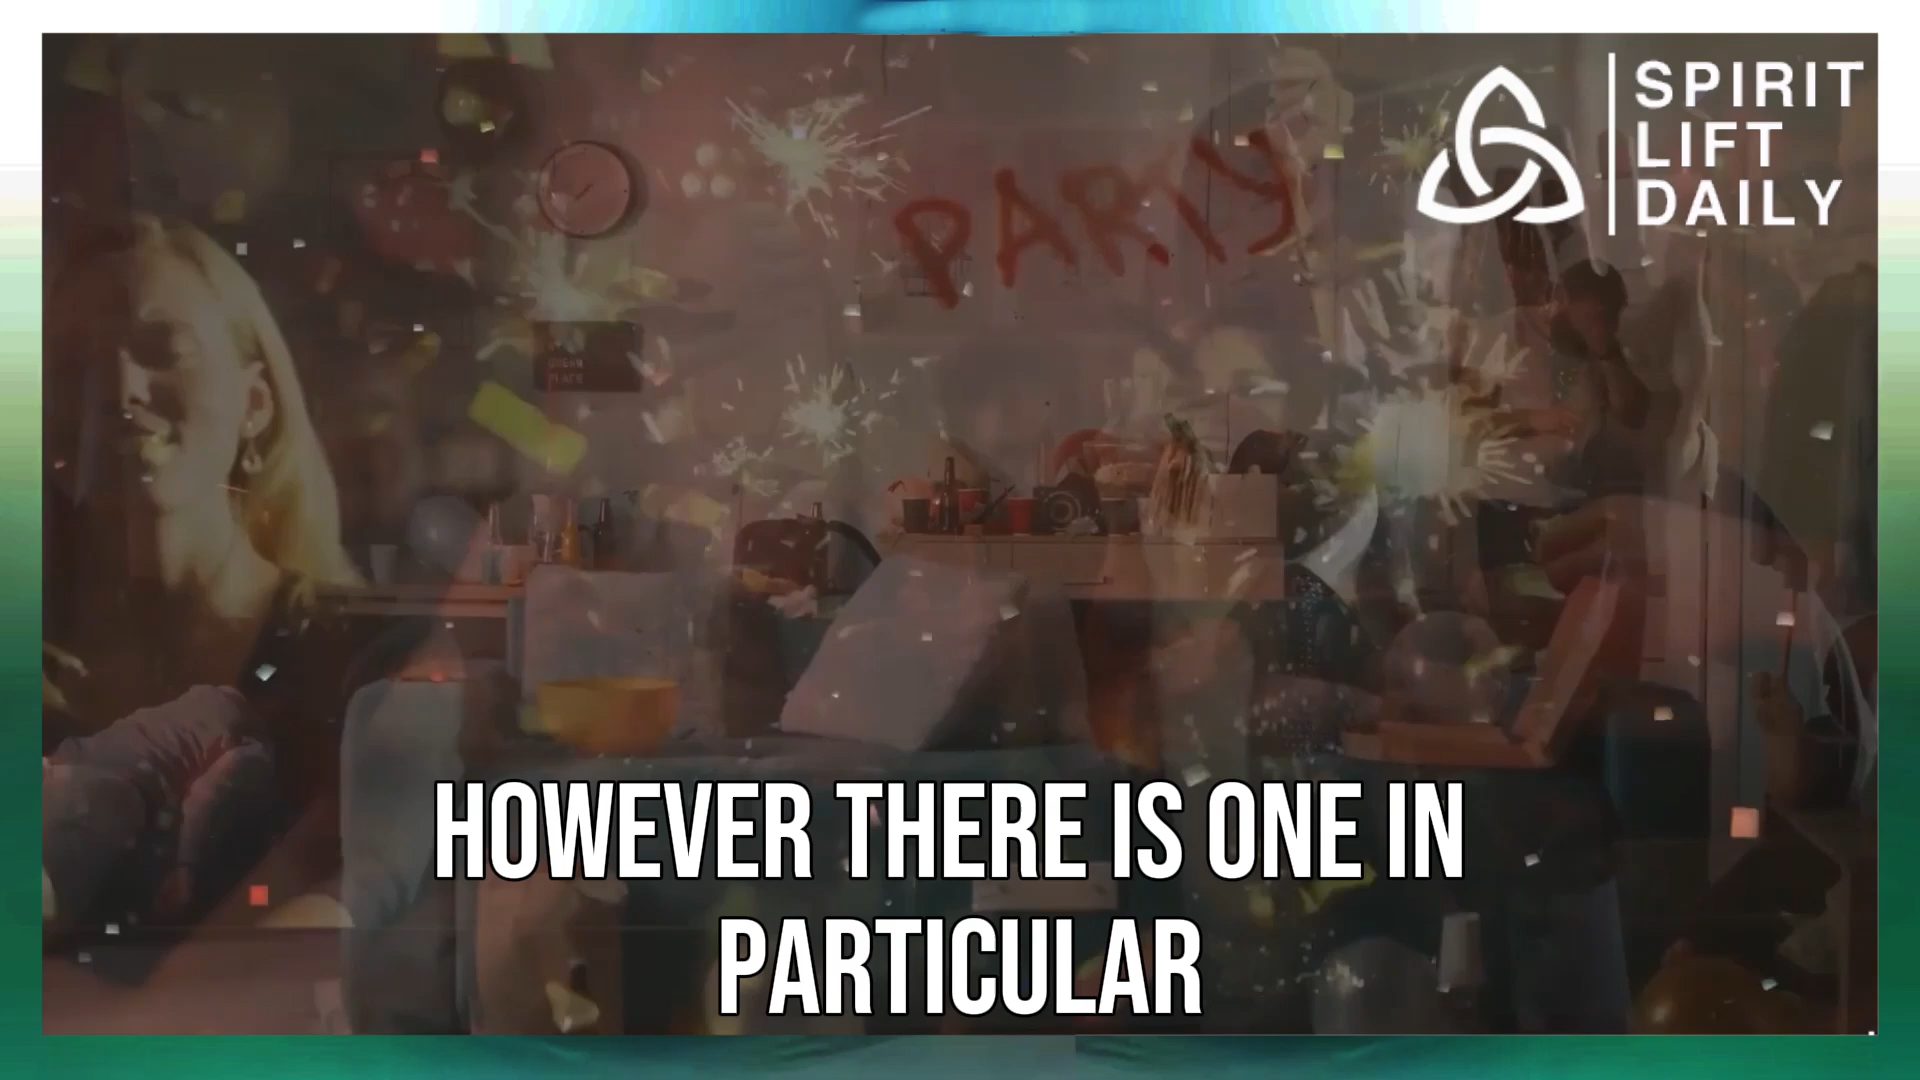 SPIRIT
LIFT
DAILY
PARTY
HOWEVER THERE IS ONE IN
PARTICULAR